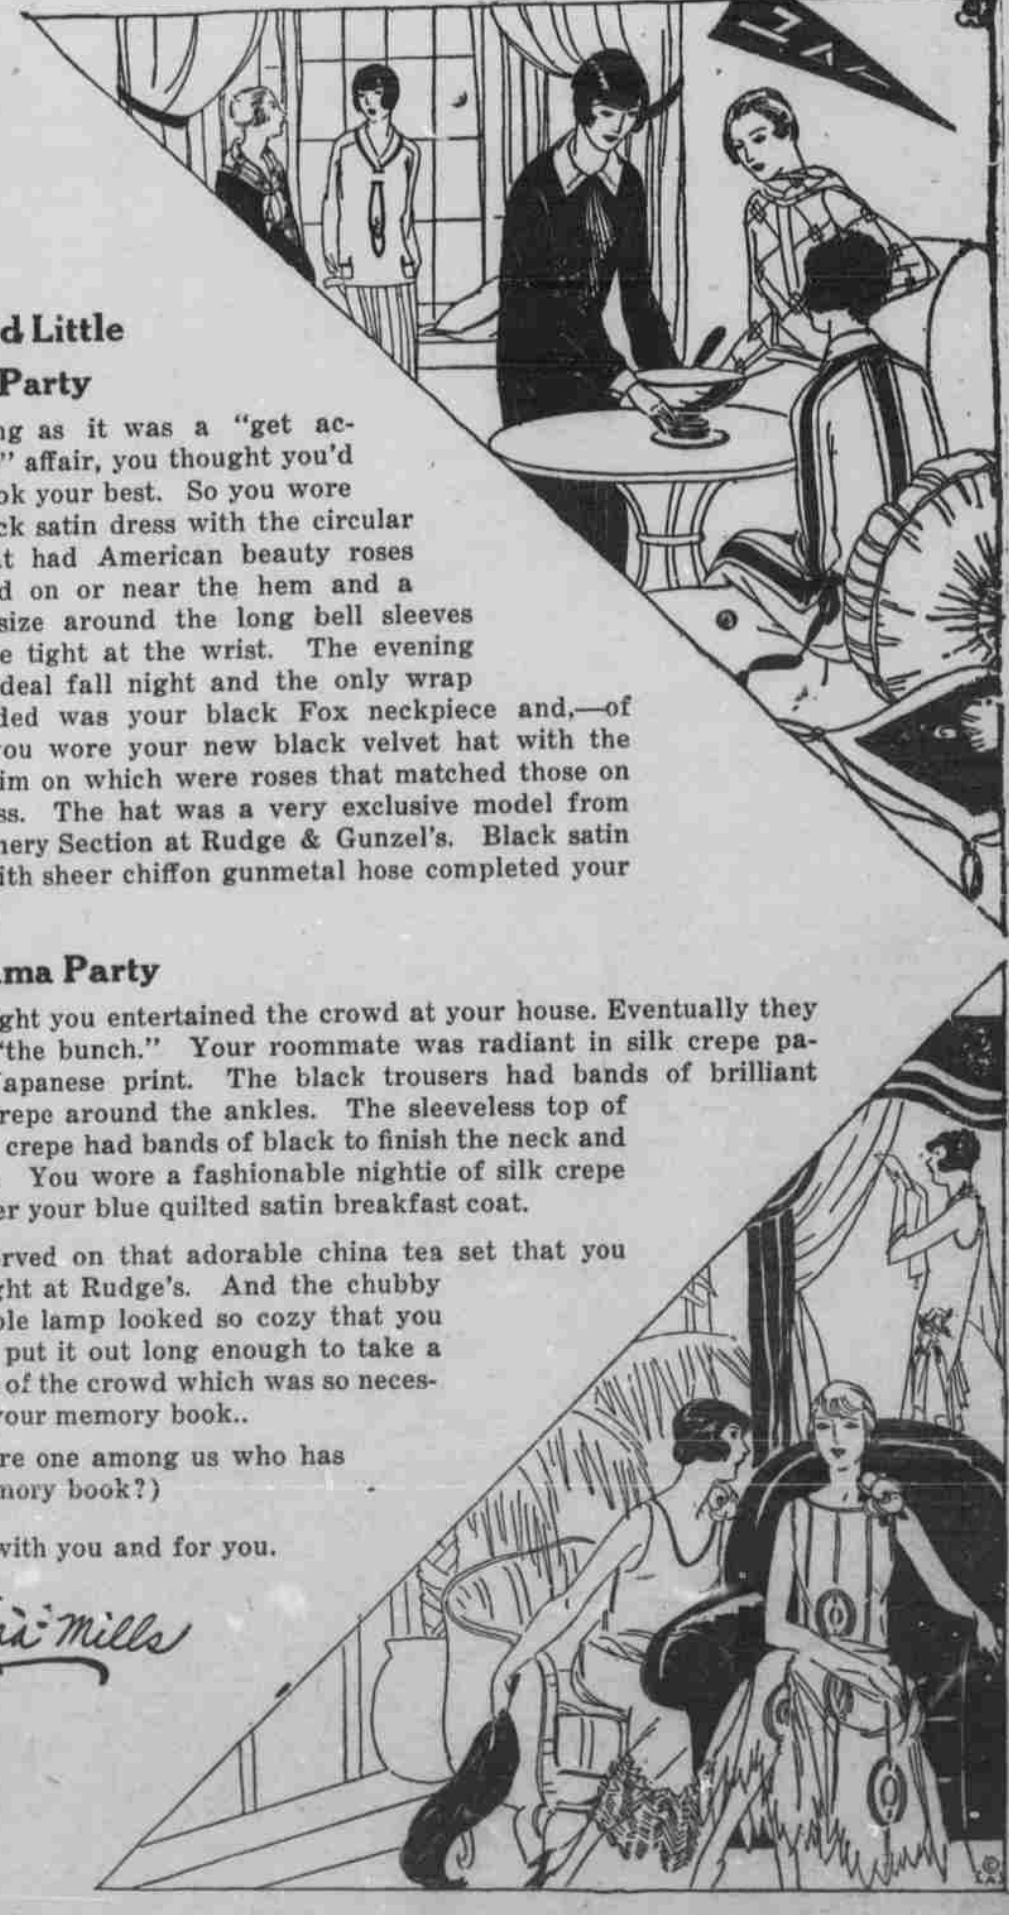 d Little
Party
ng as it was a "get ac-
" affair, you thought you'd
ok your best. So you wore
ck satin dress with the circular
t had American beauty roses
d on or near the hem and a
size around the long bell sleeves
e tight at the wrist. The evening
deal fall night and the only wrap
ded was your black Fox neckpiece and,—of
you wore your new black velvet hat with the
im on which were roses that matched those on
ss. The hat was a very exclusive model from
nery Section at Rudge & Gunzel's. Black satin
ith sheer chiffon gunmetal hose completed your
ma Party
ght you entertained the crowd at your house. Eventually they
"the bunch." Your roommate was radiant in silk crepe pa-
apanese print. The black trousers had bands of brilliant
repe around the ankles. The sleeveless top of
crepe had bands of black to finish the neck and
You wore a fashionable nightie of silk crepe
er your blue quilted satin breakfast coat.
rved on that adorable china tea set that you
ght at Rudge's. And the chubby
ole lamp looked so cozy that you
put it out long enough to take a
of the crowd which was so neces-
your memory book..
re one among us who has
mory book?)
with you and for you.
Mills